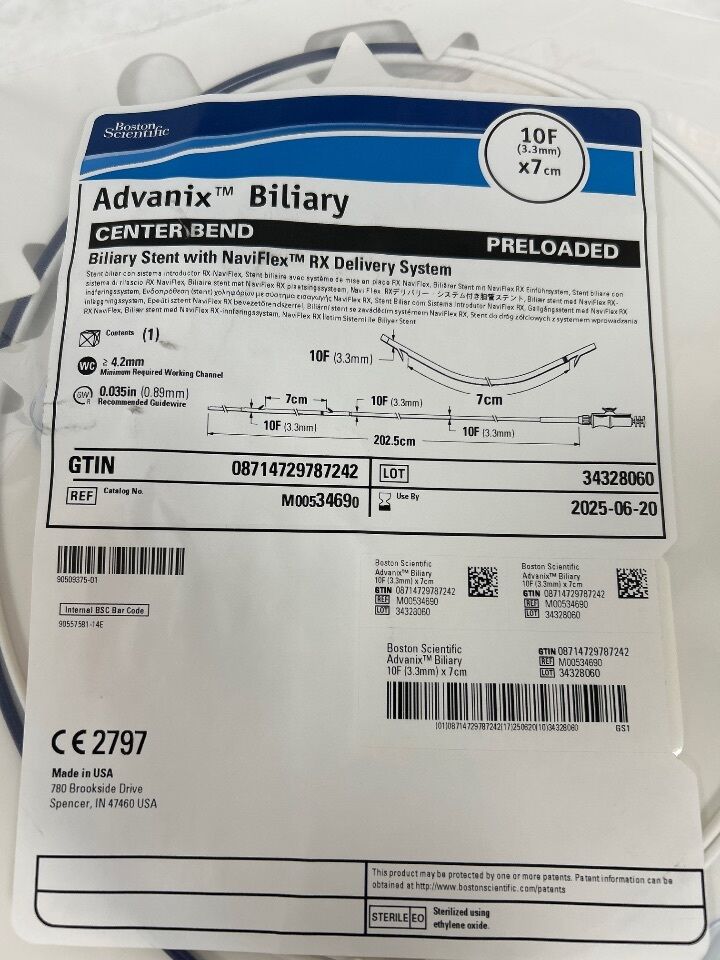 Boston
Scientific
10F
(3.3mm)
x7cm
Advanix™ Biliary
CENTER BEND
PRELOADED
Biliary Stent with NaviFlex™ RX Delivery System
Contents (1)
WC ≥ 4.2mm
Minimum Required Working Channel
GW R 0.035in (0.89mm)
Recommended Guidewire
10F (3.3mm)
7cm
7cm
10F (3.3mm)
10F (3.3mm)
10F (3.3mm)
202.5cm
GTIN 08714729787242
LOT 34328060
REF Catalog No. M00534690
Use By 2025-06-20
90509375-01
Internal BSC Bar Code
90557581-14E
Boston Scientific
Advanix™ Biliary
10F (3.3mm) x 7cm
GTIN 08714729787242
REF M00534690
LOT 34328060
Boston Scientific
Advanix™ Biliary
10F (3.3mm) x 7cm
GTIN 08714729787242
REF M00534690
LOT 34328060
Boston Scientific
Advanix™ Biliary
10F (3.3mm) x 7cm
GTIN 08714729787242
REF M00534690
LOT 34328060
(01)08714729787242(17)250620(10)34328060
GS1
CE 2797
Made in USA
780 Brookside Drive
Spencer, IN 47460 USA
This product may be protected by one or more patents. Patent information can be
obtained at http://www.bostonscientific.com/patents
STERILE EO Sterilized using
ethylene oxide.